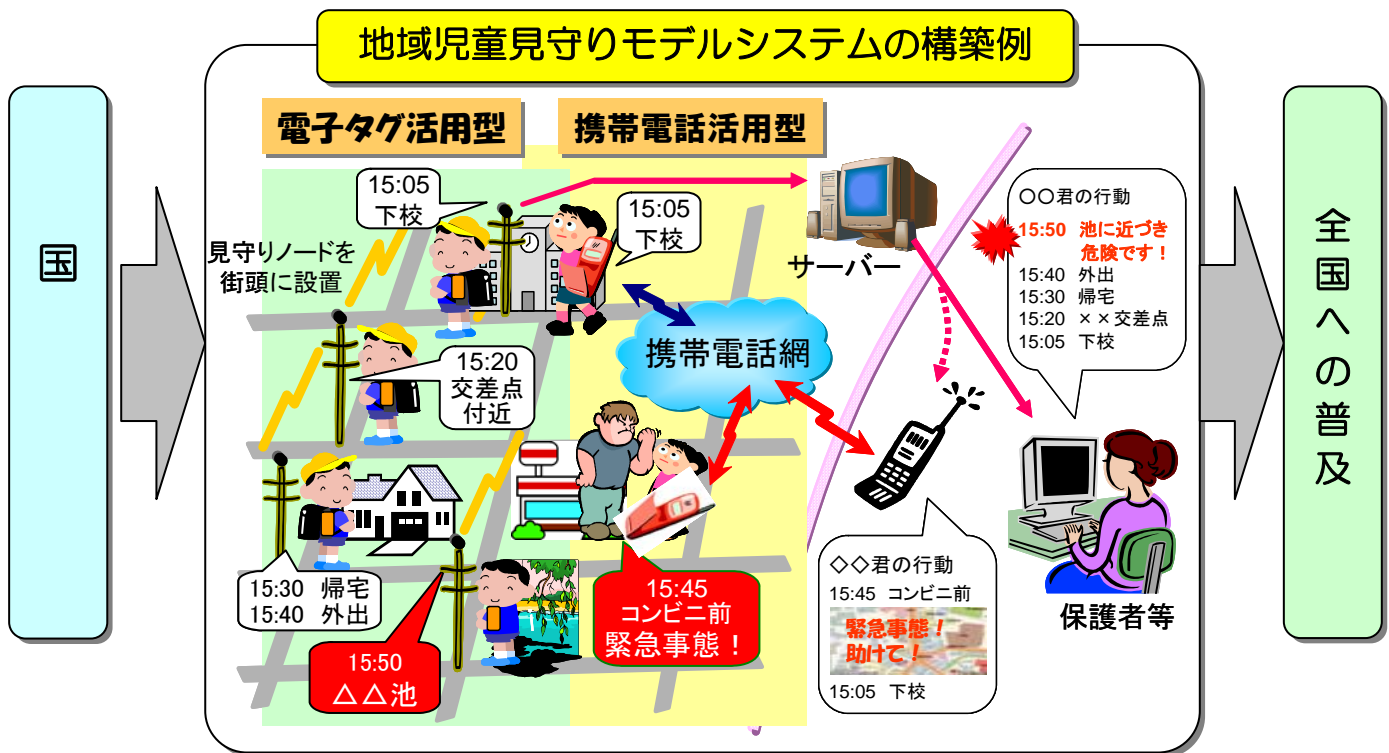 地域児童見守りモデルシステムの構築例
国
電子タグ活用型
携帯電話活用型
15:05
下校
15:05
下校
見守りノードを
街頭に設置
サーバー
〇〇君の行動
15:50 池に近づき
危険です！
15:40 外出
15:30 帰宅
15:20 ××交差点
15:05 下校
携帯電話網
15:20
交差点
付近
15:30 帰宅
15:40 外出
15:50
△△池
15:45
コンビニ前
緊急事態！
◇◇君の行動
15:45 コンビニ前
緊急事態！
助けて！
15:05 下校
保護者等
全国への普及